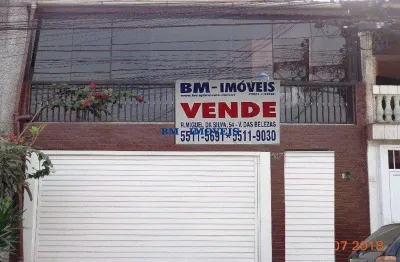 BM-IMÓVEIS
VENDE
R.MIGUEL DA SILVA, 54 - V. DAS BELEZAS
5511-5691 * 5511-9030
BM-IMÓVEIS
07 2018